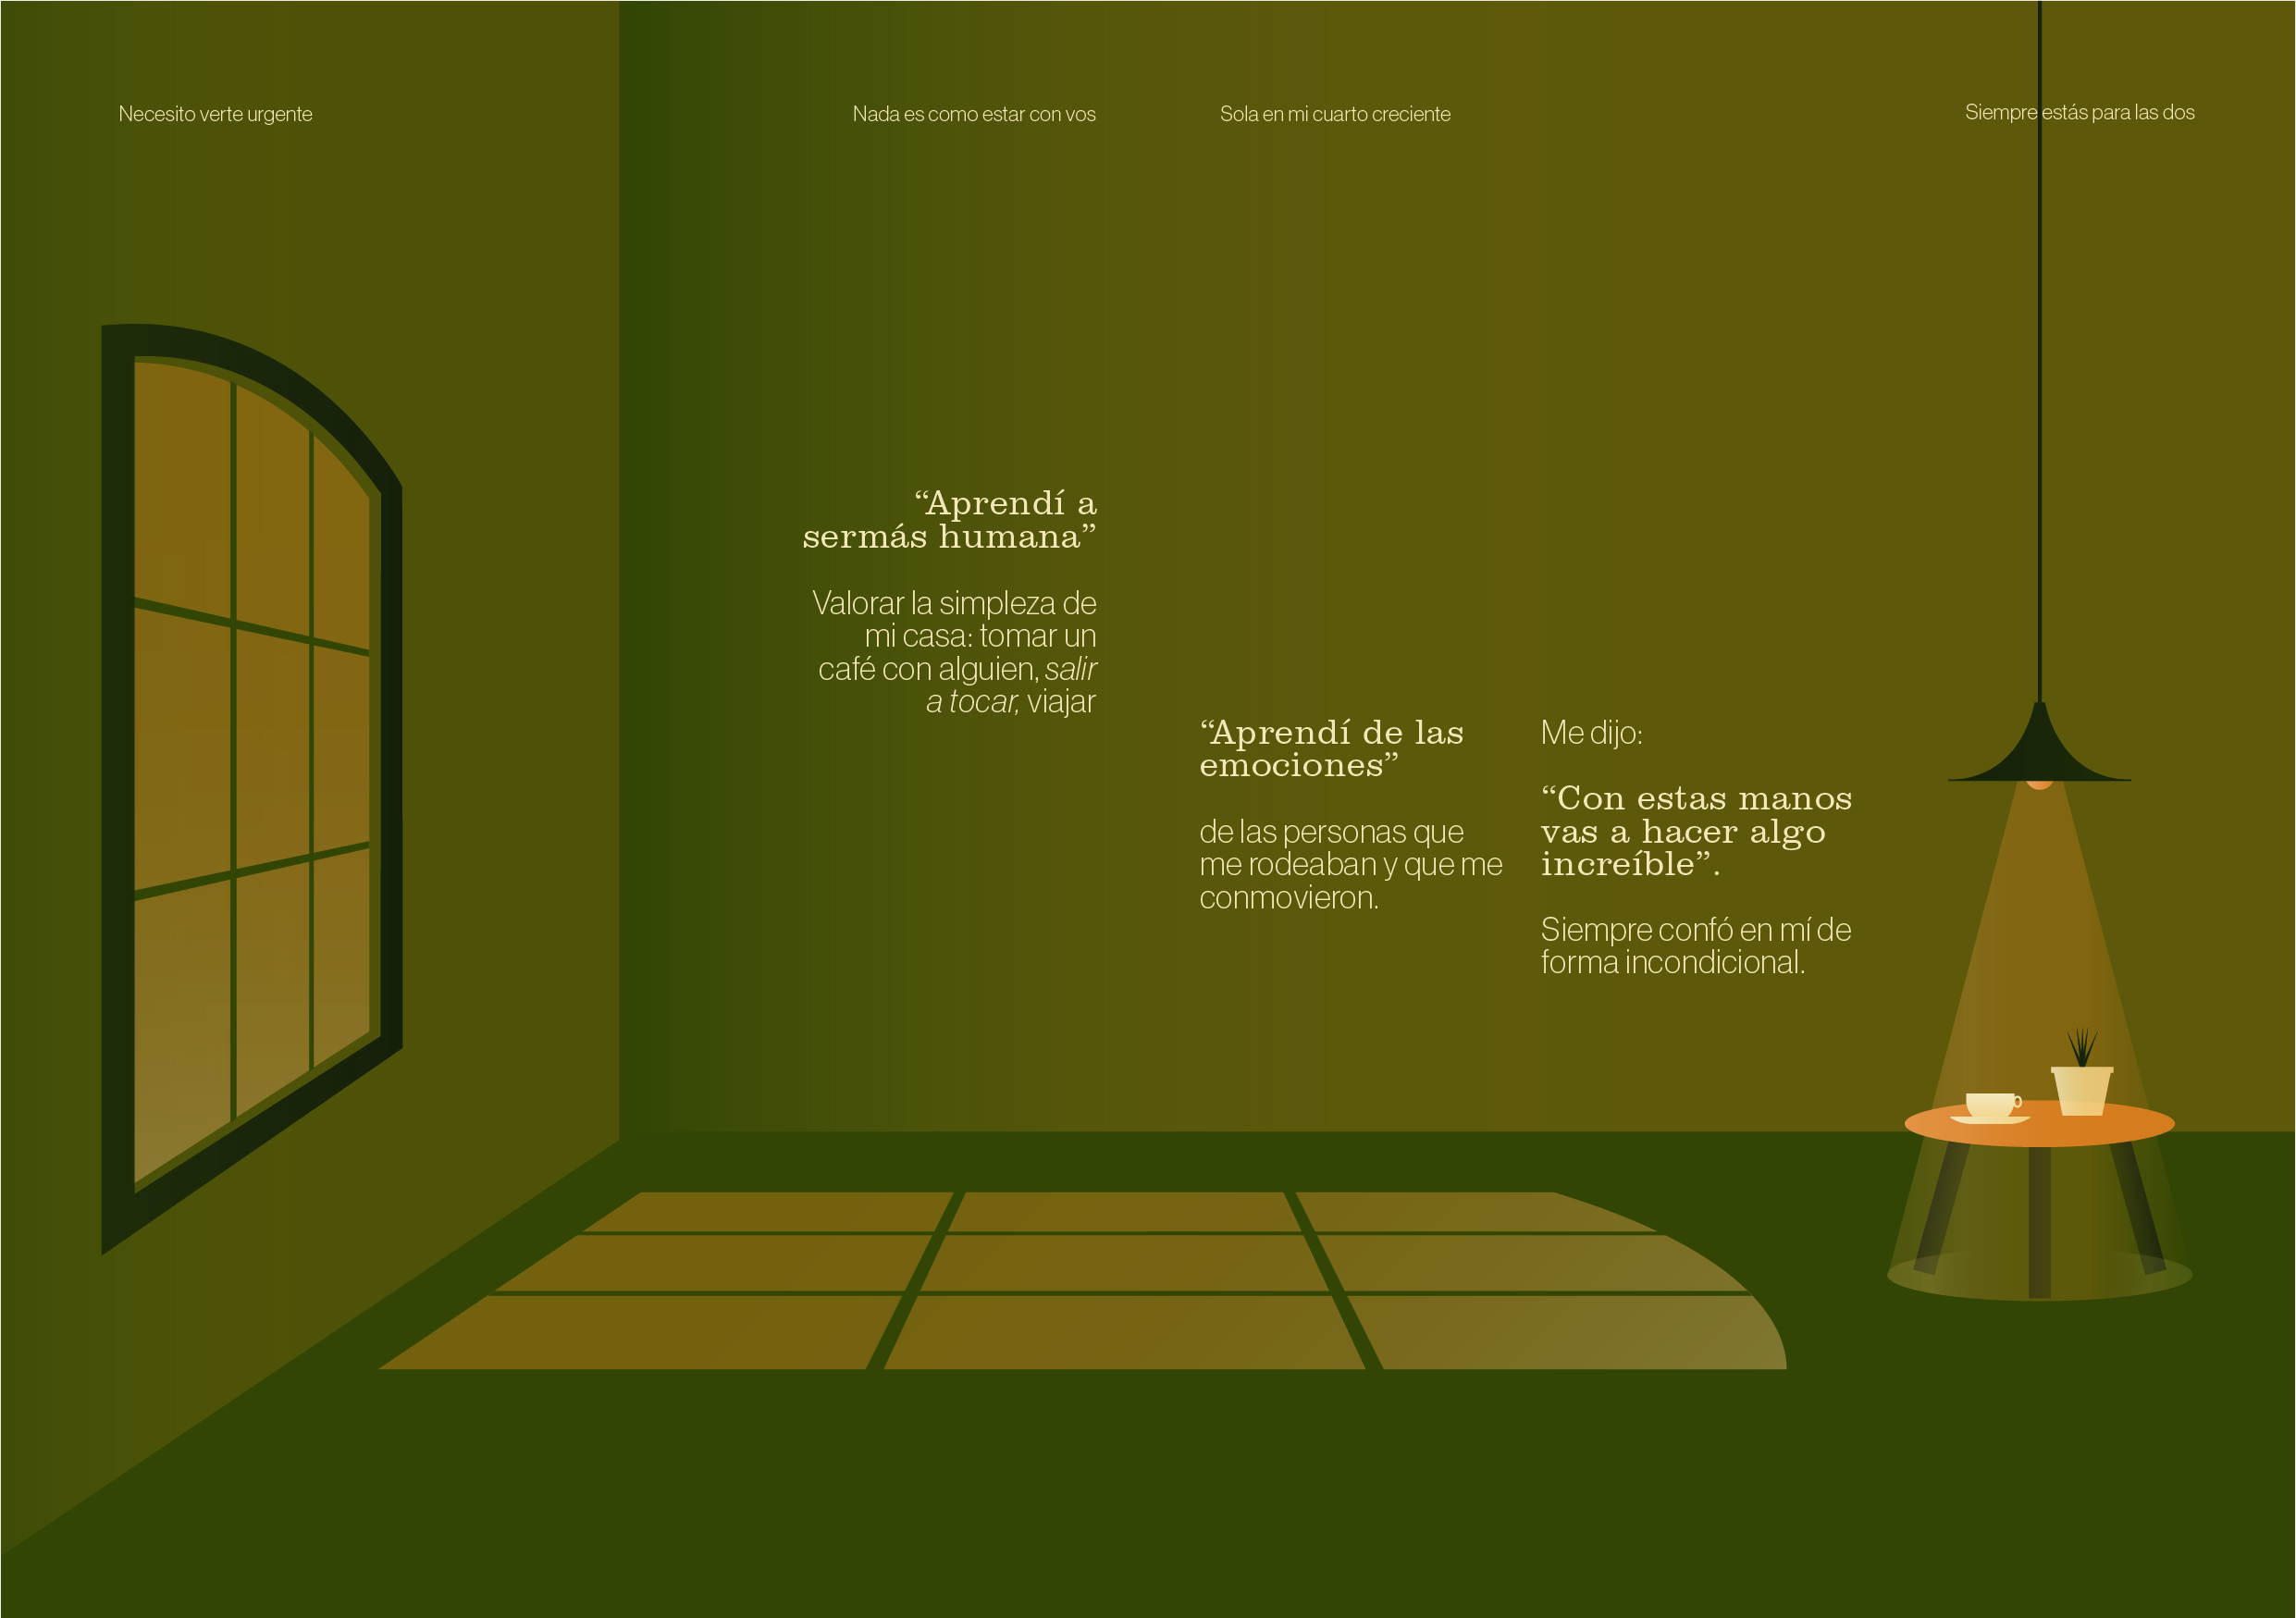 Necesito verte urgente
Nada es como estar con vos
Sola en mi cuarto creciente
Siempre estás para las dos
“Aprendí a
sermás humana”
Valorar la simpleza de
mi casa: tomar un
café con alguien, salir
a tocar, viajar
“Aprendí de las
emociones”
de las personas que
me rodeaban y que me
conmovieron.
Me dijo:
“Con estas manos
vas a hacer algo
increíble”.
Siempre confó en mí de
forma incondicional.